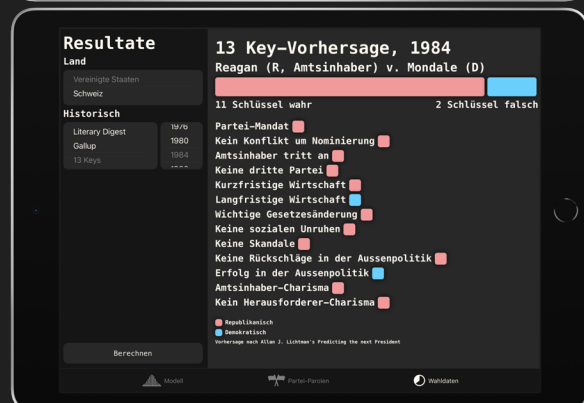 Resultate
Land
Vereinigte Staaten
Schweiz
Historisch
Literary Digest
Gallup
13 Keys
1976
1980
1984
Berechnen
13 Key-Vorhersage, 1984
Reagan (R, Amtsinhaber) v. Mondale (D)
11 Schlüssel wahr
2 Schlüssel falsch
Partei-Mandat
Kein Konflikt um Nominierung
Amtsinhaber tritt an
Keine dritte Partei
Kurzfristige Wirtschaft
Langfristige Wirtschaft
Wichtige Gesetzesänderung
Keine sozialen Unruhen
Keine Skandale
Keine Rückschläge in der Aussenpolitik
Erfolg in der Aussenpolitik
Amtsinhaber-Charisma
Kein Herausforderer-Charisma
Republikanisch
Demokratisch
Vorhersage nach Allan J. Lichtman's Predicting the next President
Modell
Partei-Parolen
Wahldaten